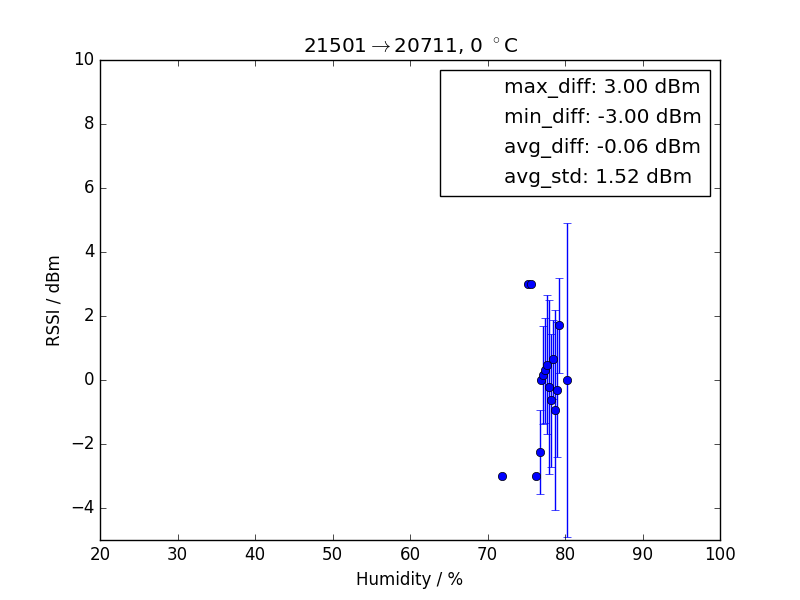 21501→20711, 0 °C
max_diff: 3.00 dBm
min_diff: -3.00 dBm
avg_diff: -0.06 dBm
avg_std: 1.52 dBm
10
8
6
4
2
0
−2
−4
RSSI / dBm
20 30 40 50 60 70 80 90 100
Humidity / %